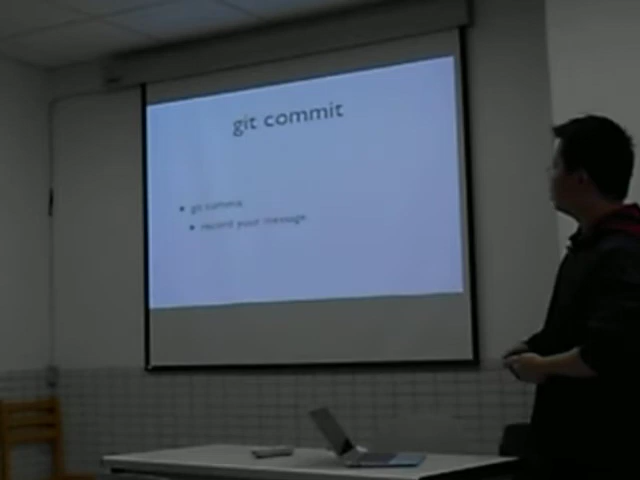 git commit
• git commit
• record your message